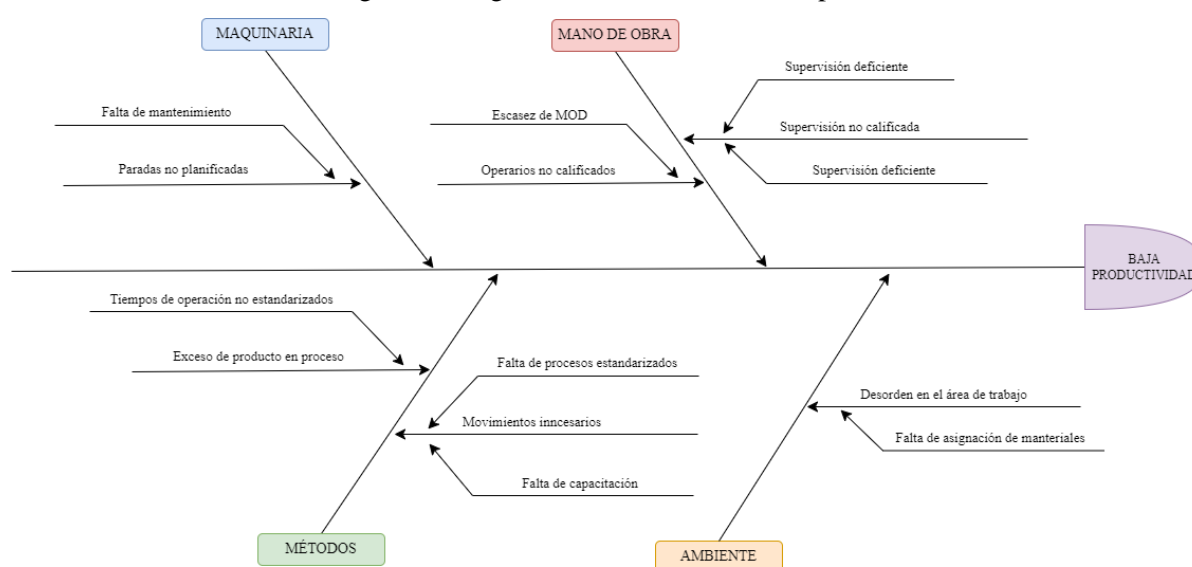 MAQUINARIA
MANO DE OBRA
Supervisión deficiente
Falta de mantenimiento
Escasez de MOD
Supervisión no calificada
Paradas no planificadas
Operarios no calificados
Supervisión deficiente
BAJA
PRODUCTIVIDAD
Tiempos de operación no estandarizados
Exceso de producto en proceso
Falta de procesos estandarizados
Desorden en el área de trabajo
Movimientos inncesarios
Falta de asignación de manteriales
Falta de capacitación
MÉTODOS
AMBIENTE